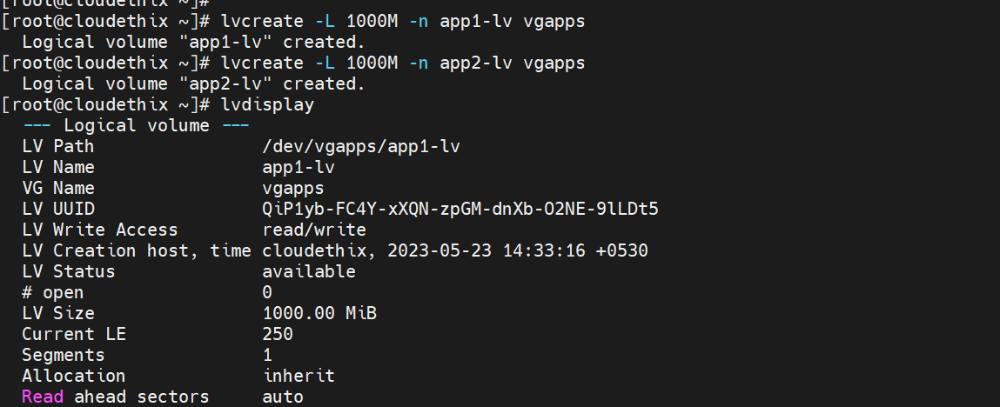 [root@cloudethix ~]#
[root@cloudethix ~]# lvcreate -L 1000M -n app1-lv vgapps
  Logical volume "app1-lv" created.
[root@cloudethix ~]# lvcreate -L 1000M -n app2-lv vgapps
  Logical volume "app2-lv" created.
[root@cloudethix ~]# lvdisplay
  --- Logical volume ---
  LV Path                /dev/vgapps/app1-lv
  LV Name                app1-lv
  VG Name                vgapps
  LV UUID                QiP1yb-FC4Y-xXQN-zpGM-dnXb-O2NE-9lLDt5
  LV Write Access        read/write
  LV Creation host, time cloudethix, 2023-05-23 14:33:16 +0530
  LV Status              available
  # open                 0
  LV Size                1000.00 MiB
  Current LE             250
  Segments               1
  Allocation             inherit
  Read ahead sectors     auto